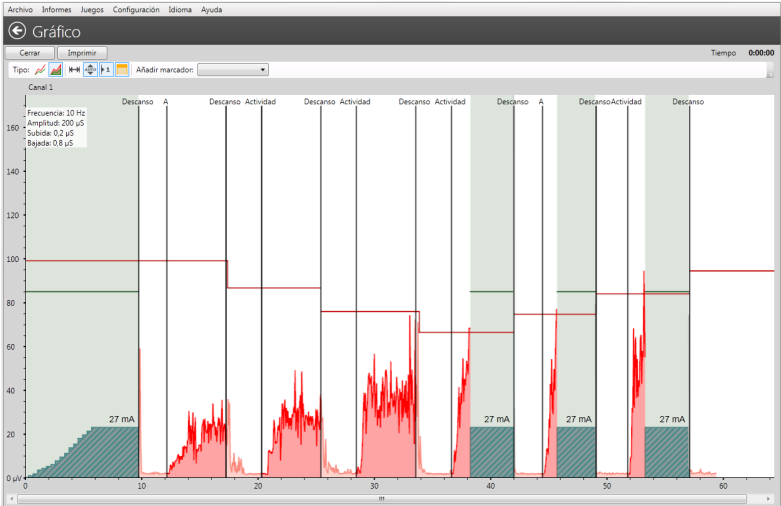 Archivo Informes Juegos Configuración Idioma Ayuda
Gráfico
Cerrar Imprimir Tiempo 0:00:00
Tipo: AUTO 1 Añadir marcador:
Canal 1
Descanso A Descanso Actividad Descanso Actividad Descanso Actividad Descanso A Descanso Actividad Descanso
Frecuencia: 10 Hz
Amplitud: 200 µS
Subida: 0,2 µS
Bajada: 0,8 µS
160
140
120
100
80
60
40
27 mA 27 mA 27 mA 27 mA
20
0 µV
0 10 20 30 40 50 60